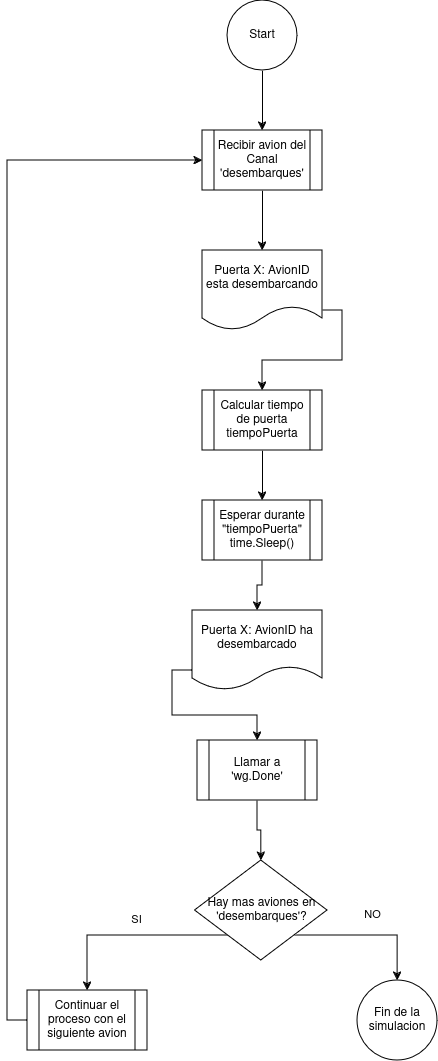 Start
Recibir avion del
Canal
'desembarques'
Puerta X: AvionID
esta desembarcando
Calcular tiempo
de puerta
tiempoPuerta
Esperar durante
"tiempoPuerta"
time.Sleep()
Puerta X: AvionID ha
desembarcado
Llamar a
'wg.Done'
Hay mas aviones en
'desembarques'?
SI
NO
Continuar el
proceso con el
siguiente avion
Fin de la
simulacion